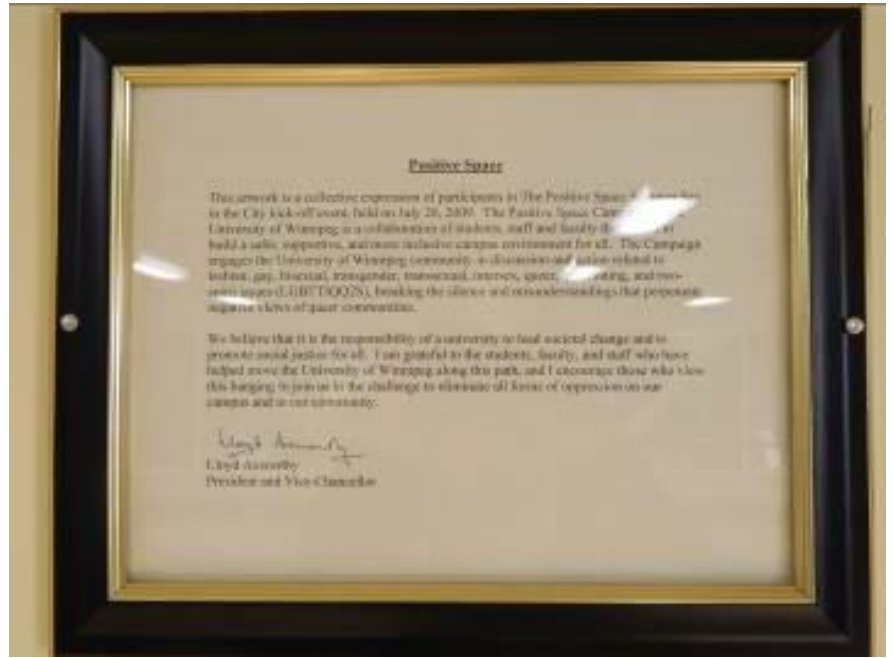 Positive Space
This artwork is a collective expression of participants in The Positive Space
in the City kick-off event, held on July 28, 2009. The Positive Space
University of Winnipeg is a collaboration of students, staff and faculty
build a safe, supportive, and more inclusive campus environment for all. The Campaign
engages the University of Winnipeg community in discussion and action related to
lesbian, gay, bisexual, transgender, transsexual, intersex, queer, and two-
spirit issues (LGBTTIQQ2S), breaking the silence and misunderstandings that perpetuate
negative views of queer communities.
We believe that it is the responsibility of a university to lead societal change and to
promote social justice for all. I am grateful to the students, faculty, and staff who have
helped move the University of Winnipeg along this path, and I encourage those who view
this hanging to join us in the challenge to eliminate all forms of oppression on our
campus and in our community.
Lloyd Axworthy
Lloyd Axworthy
President and Vice-Chancellor